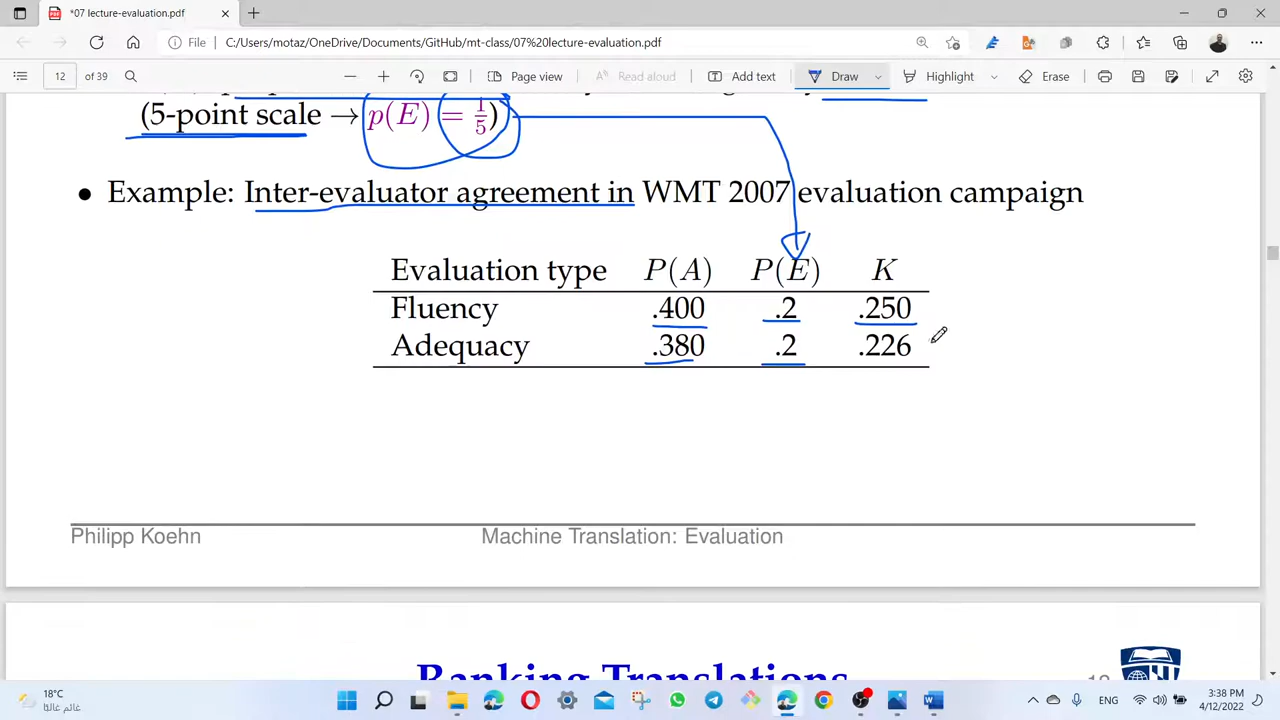 *07 lecture-evaluation.pdf
File C:/Users/motaz/OneDrive/Documents/GitHub/mt-class/07%20lecture-evaluation.pdf
12 of 39 Page view Read aloud Add text Draw Highlight Erase
(5-point scale → p(E) = 1/5)
• Example: Inter-evaluator agreement in WMT 2007 evaluation campaign
Evaluation type P(A) P(E) K
Fluency .400 .2 .250
Adequacy .380 .2 .226
Philipp Koehn Machine Translation: Evaluation
Ranking Translations
18°C
غائم غالبًا
ENG
3:38 PM
4/12/2022